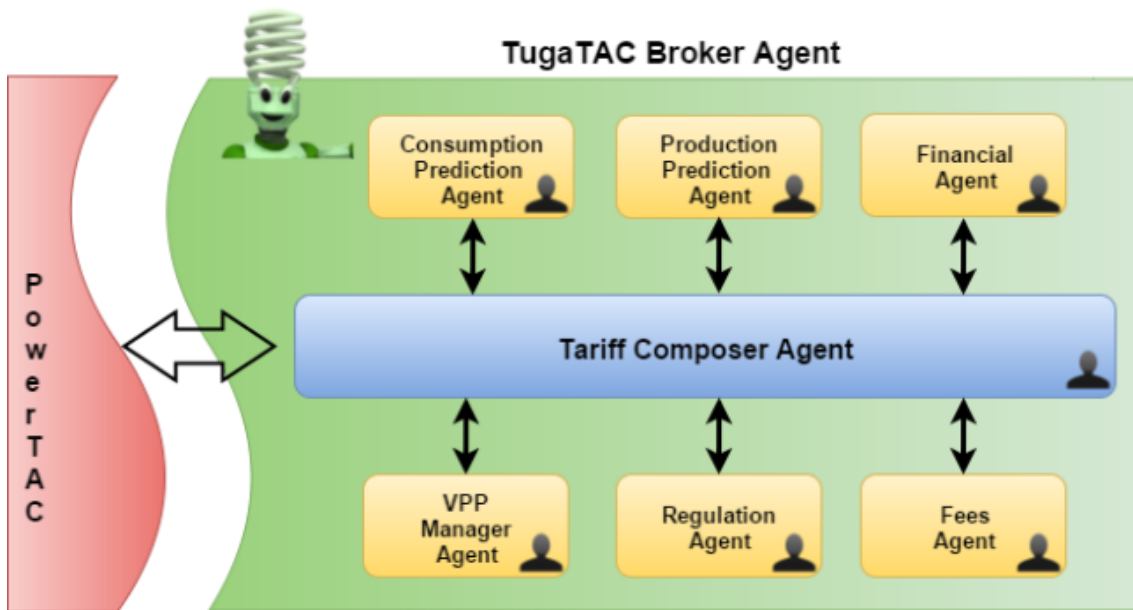 TugaTAC Broker Agent
Consumption
Prediction
Agent
Production
Prediction
Agent
Financial
Agent
PowerTAC
Tariff Composer Agent
VPP
Manager
Agent
Regulation
Agent
Fees
Agent